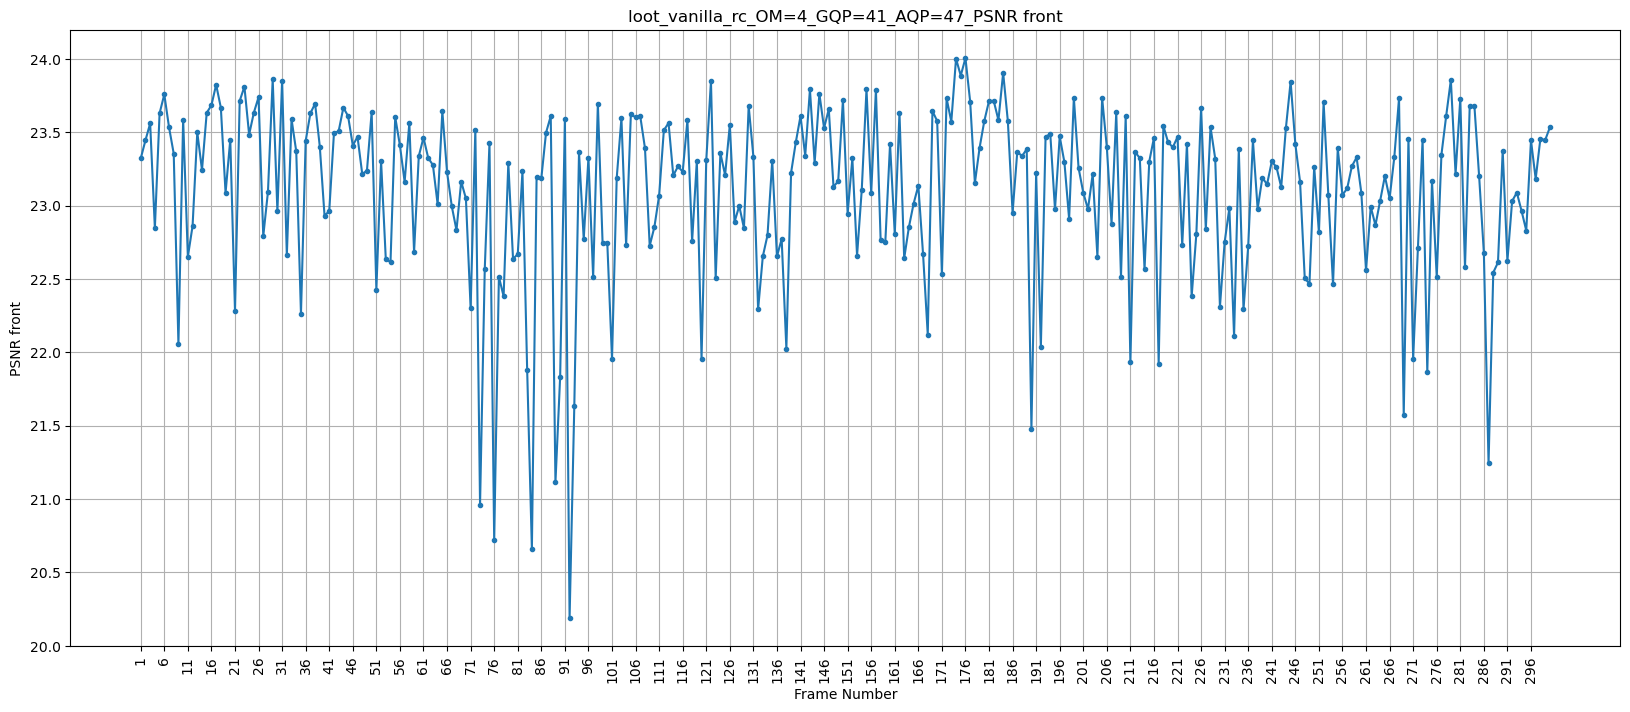 loot_vanilla_rc_OM=4_GQP=41_AQP=47_PSNR front
PSNR front
24.0
23.5
23.0
22.5
22.0
21.5
21.0
20.5
20.0
1 6 11 16 21 26 31 36 41 46 51 56 61 66 71 76 81 86 91 96 101 106 111 116 121 126 131 136 141 146 151 156 161 166 171 176 181 186 191 196 201 206 211 216 221 226 231 236 241 246 251 256 261 266 271 276 281 286 291 296
Frame Number